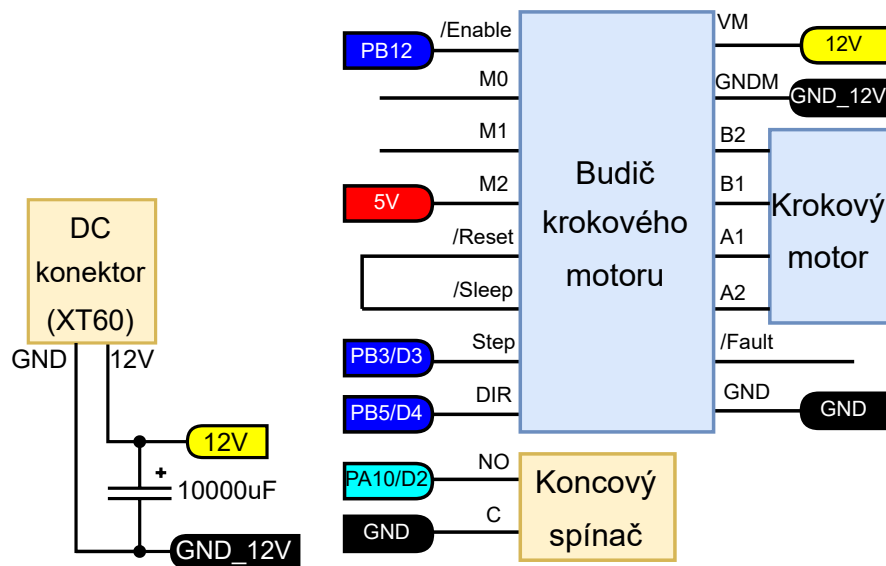 /Enable
VM
PB12
12V
M0
GNDM
GND_12V
M1
B2
M2
B1
5V
Budič
krokového
motoru
Krokový
motor
/Reset
A1
/Sleep
A2
Step
/Fault
PB3/D3
DIR
GND
PB5/D4
GND
DC
konektor
(XT60)
GND
12V
12V
+
10000uF
GND_12V
NO
PA10/D2
C
GND
Koncový
spínač